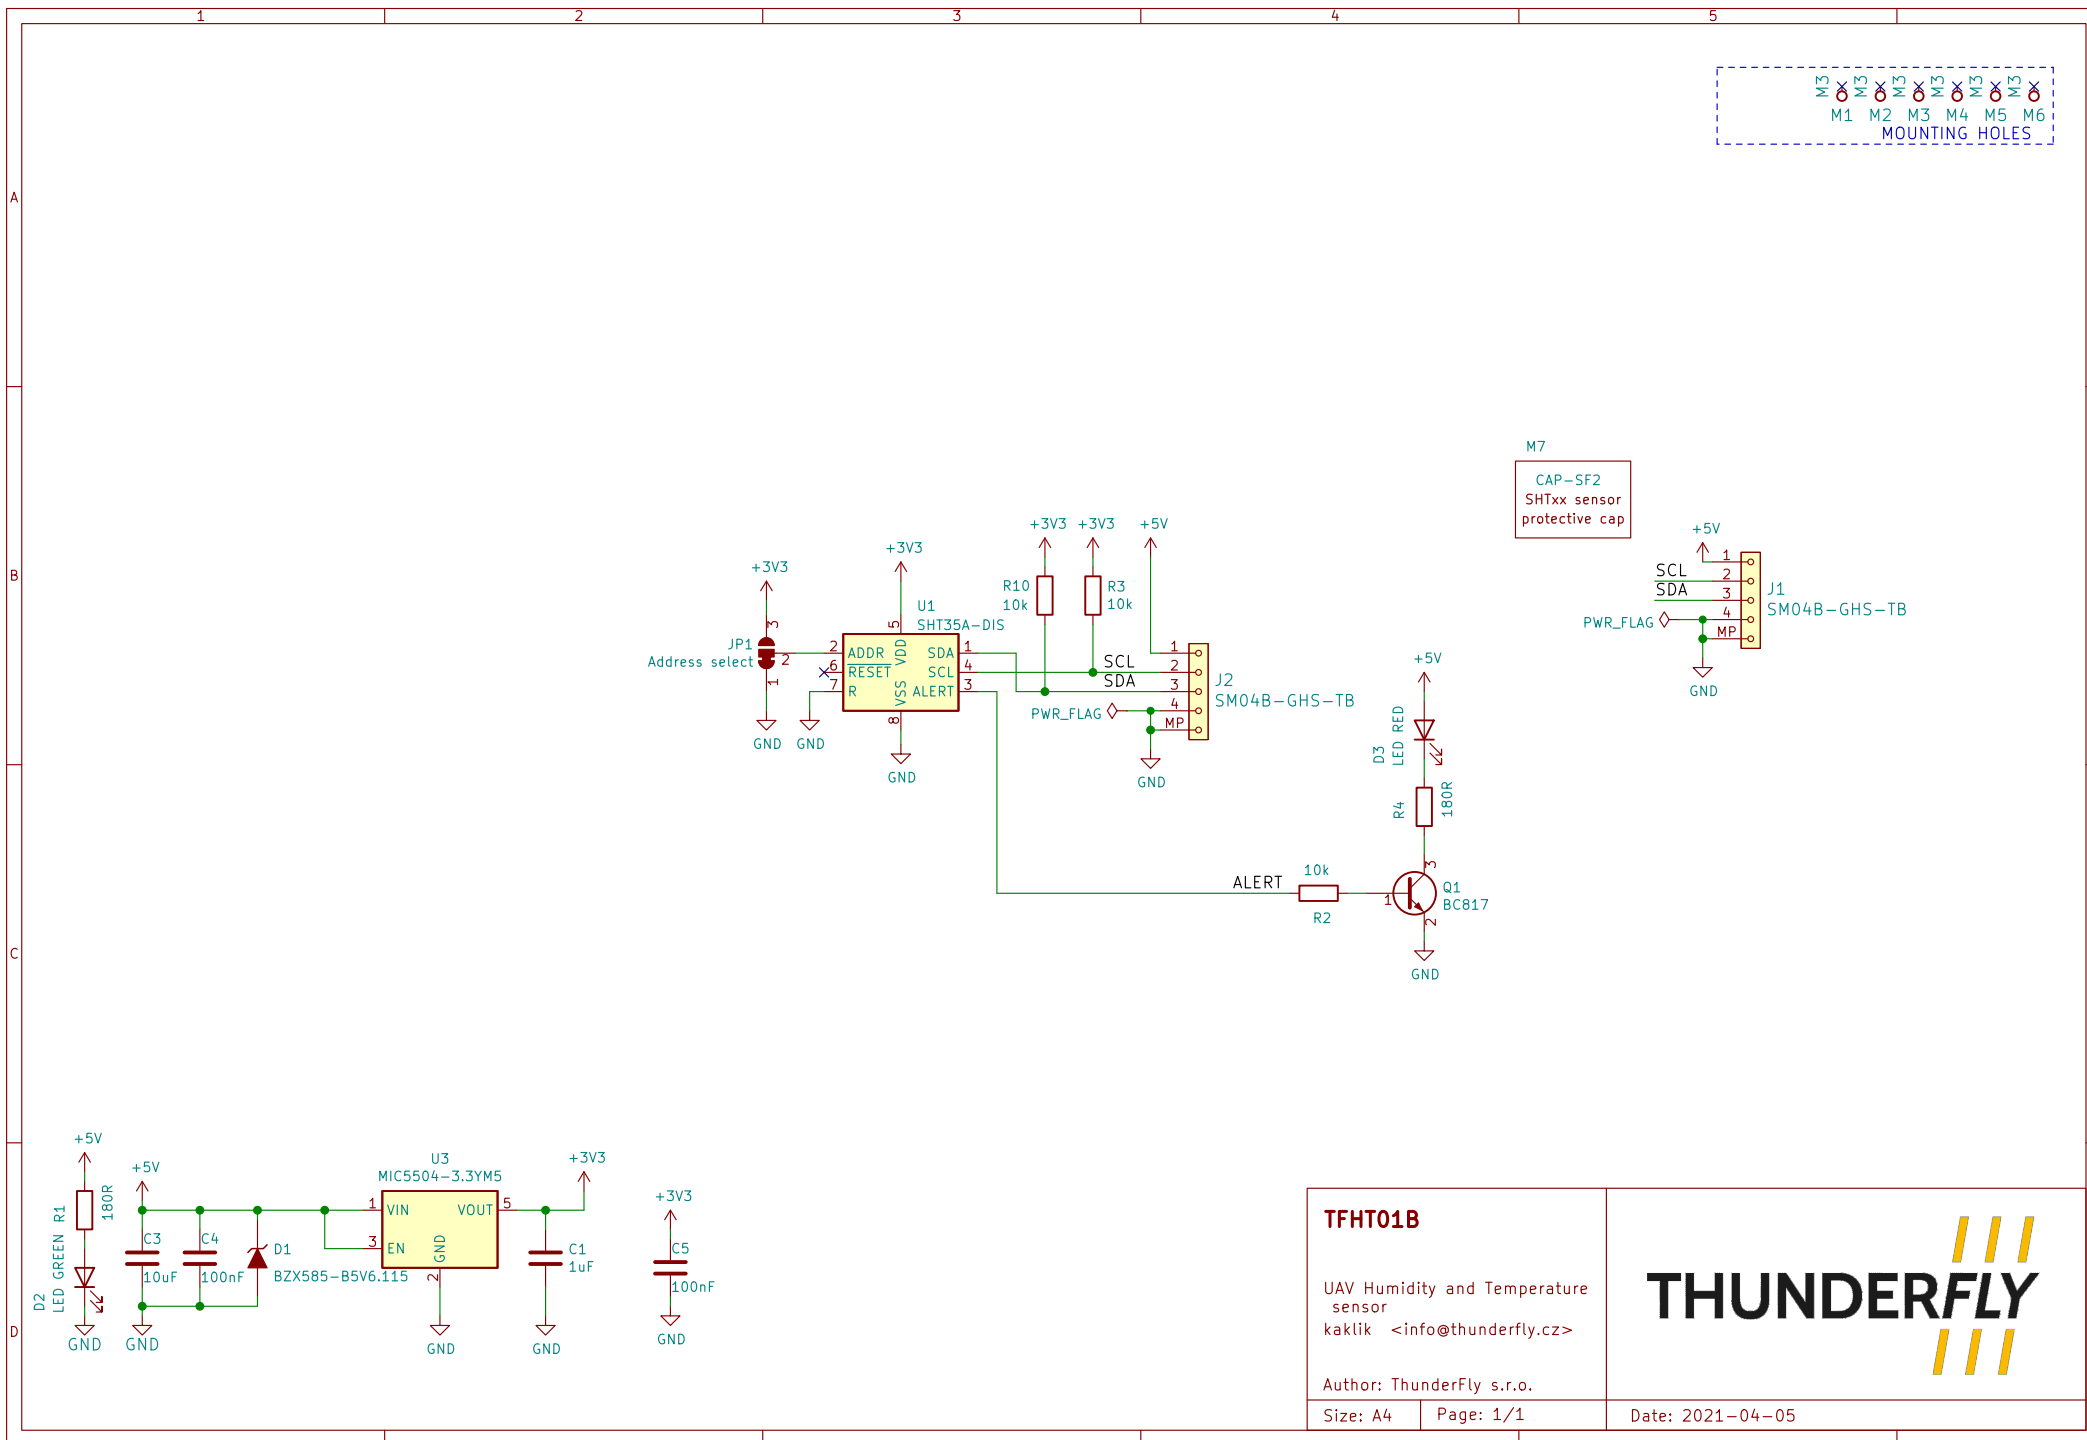 1 2 3 4 5
A
B
C
D
M3 M3 M3 M3 M3 M3
M1 M2 M3 M4 M5 M6
MOUNTING HOLES
M7
CAP-SF2
SHTxx sensor
protective cap
+3V3
JP1
Address select
3
2
1
GND
GND
+3V3
U1
SHT35A-DIS
5
VDD
2 ADDR
6 RESET
7 R
SDA 1
SCL 4
ALERT 3
VSS
8
GND
+3V3 +3V3 +5V
R10
10k
R3
10k
SCL
SDA
PWR_FLAG
1
2
3
4
MP
J2
SM04B-GHS-TB
GND
+5V
SCL
SDA
PWR_FLAG
1
2
3
4
MP
J1
SM04B-GHS-TB
GND
+5V
D3
LED RED
R4
180R
ALERT
10k
R2
3
1
2
Q1
BC817
GND
+5V
R1
180R
D2
LED GREEN
GND
+5V
C3
10uF
C4
100nF
D1
BZX585-B5V6.115
GND
U3
MIC5504-3.3YM5
1 VIN
3 EN
VOUT 5
GND
2
GND
+3V3
C1
1uF
GND
+3V3
C5
100nF
GND
TFHT01B
UAV Humidity and Temperature
sensor
kaklik <info@thunderfly.cz>
Author: ThunderFly s.r.o.
Size: A4
Page: 1/1
Date: 2021-04-05
THUNDERFLY